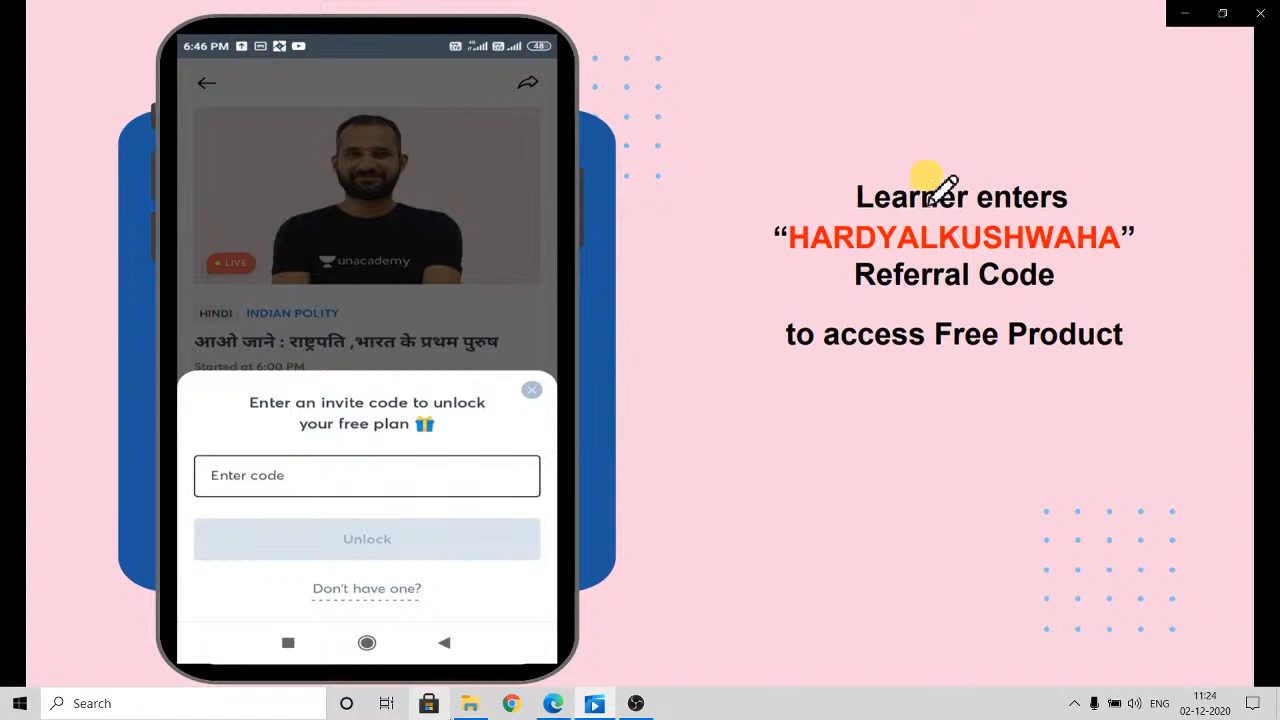 6:46 PM
48
LIVE
unacademy
HINDI INDIAN POLITY
आओ जाने : राष्ट्रपति ,भारत के प्रथम पुरुष
Started at 6:00 PM
Enter an invite code to unlock
your free plan
Enter code
Unlock
Don't have one?
Learner enters
“HARDYALKUSHWAHA”
Referral Code
to access Free Product
Search
ENG
11:24
02-12-2020